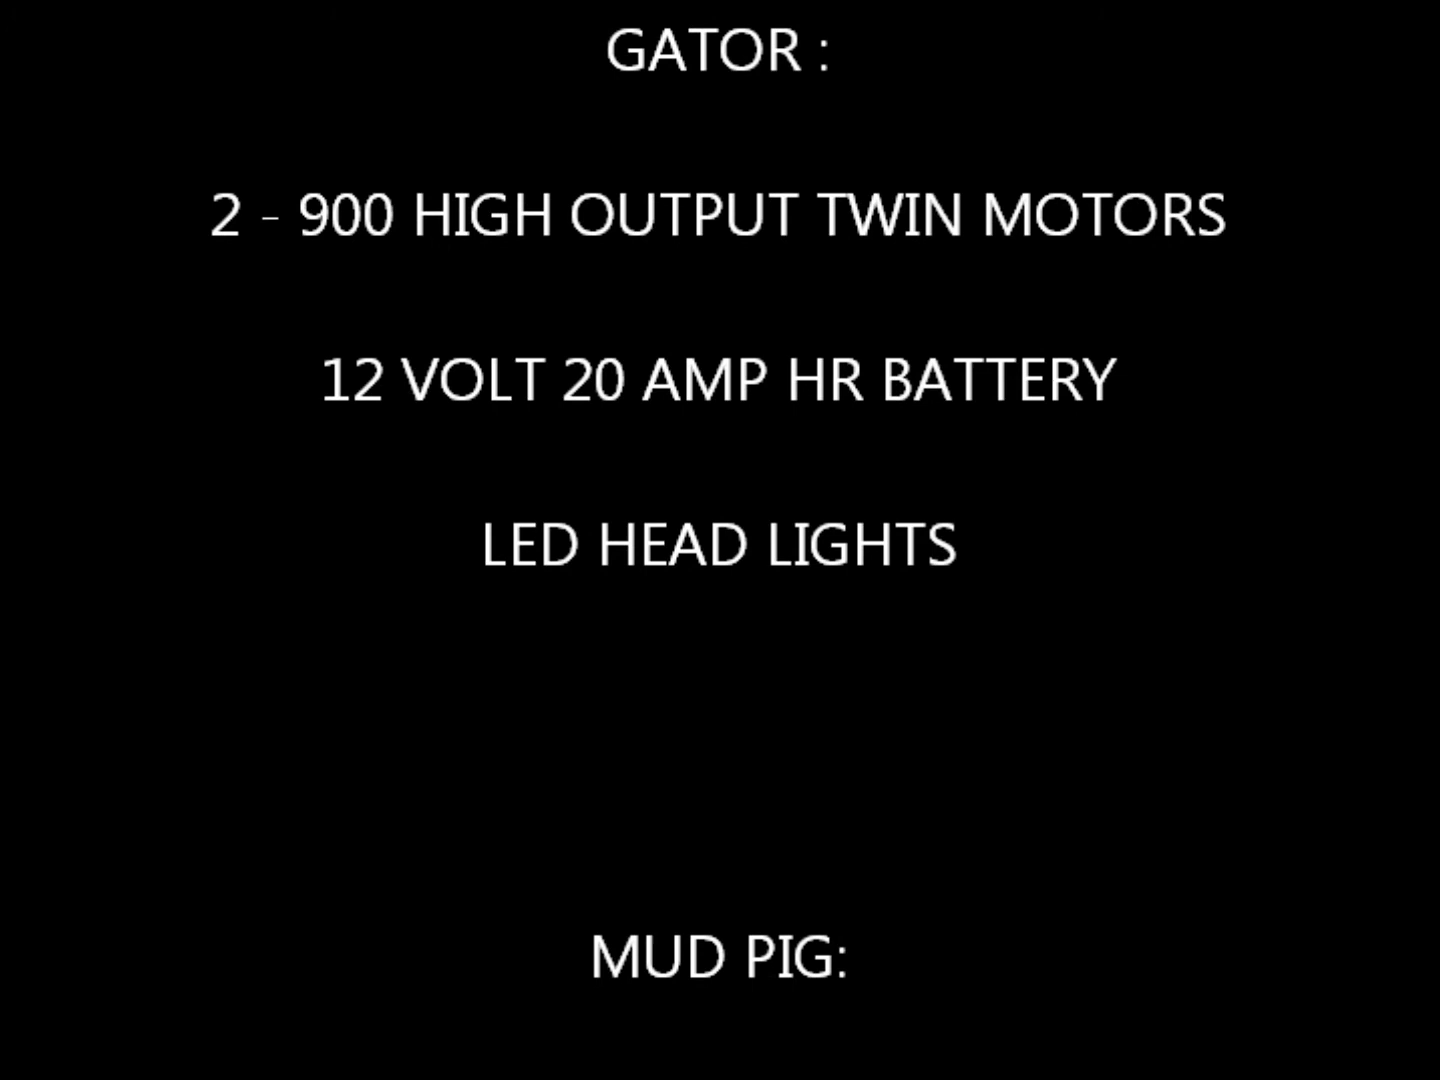 GATOR :
2 - 900 HIGH OUTPUT TWIN MOTORS
12 VOLT 20 AMP HR BATTERY
LED HEAD LIGHTS
MUD PIG: